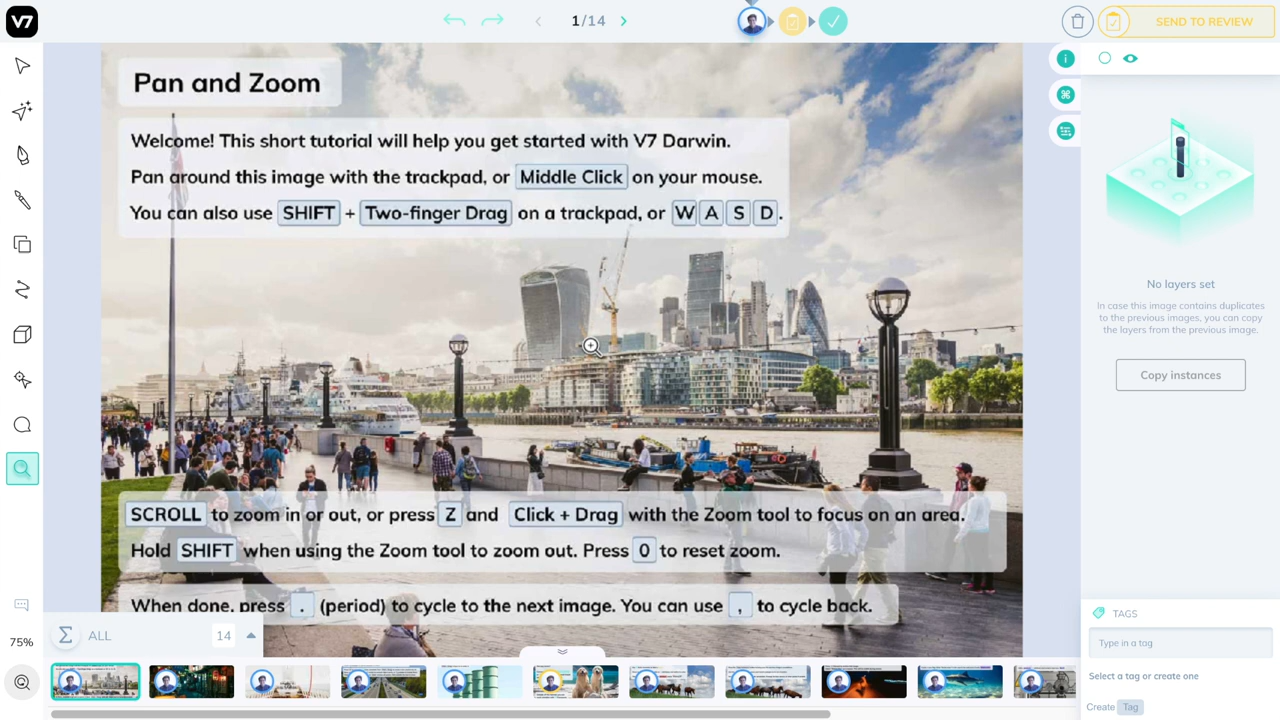 V7
1/14
SEND TO REVIEW
Pan and Zoom
Welcome! This short tutorial will help you get started with V7 Darwin.
Pan around this image with the trackpad, or Middle Click on your mouse.
You can also use SHIFT + Two-finger Drag on a trackpad, or W A S D.
No layers set
In case this image contains duplicates
to the previous images, you can copy
the layers from the previous image.
Copy instances
SCROLL to zoom in or out, or press Z and Click + Drag with the Zoom tool to focus on an area.
Hold SHIFT when using the Zoom tool to zoom out. Press 0 to reset zoom.
When done, press . (period) to cycle to the next image. You can use , to cycle back.
TAGS
Type in a tag
Select a tag or create one
Create Tag
ALL
14
75%